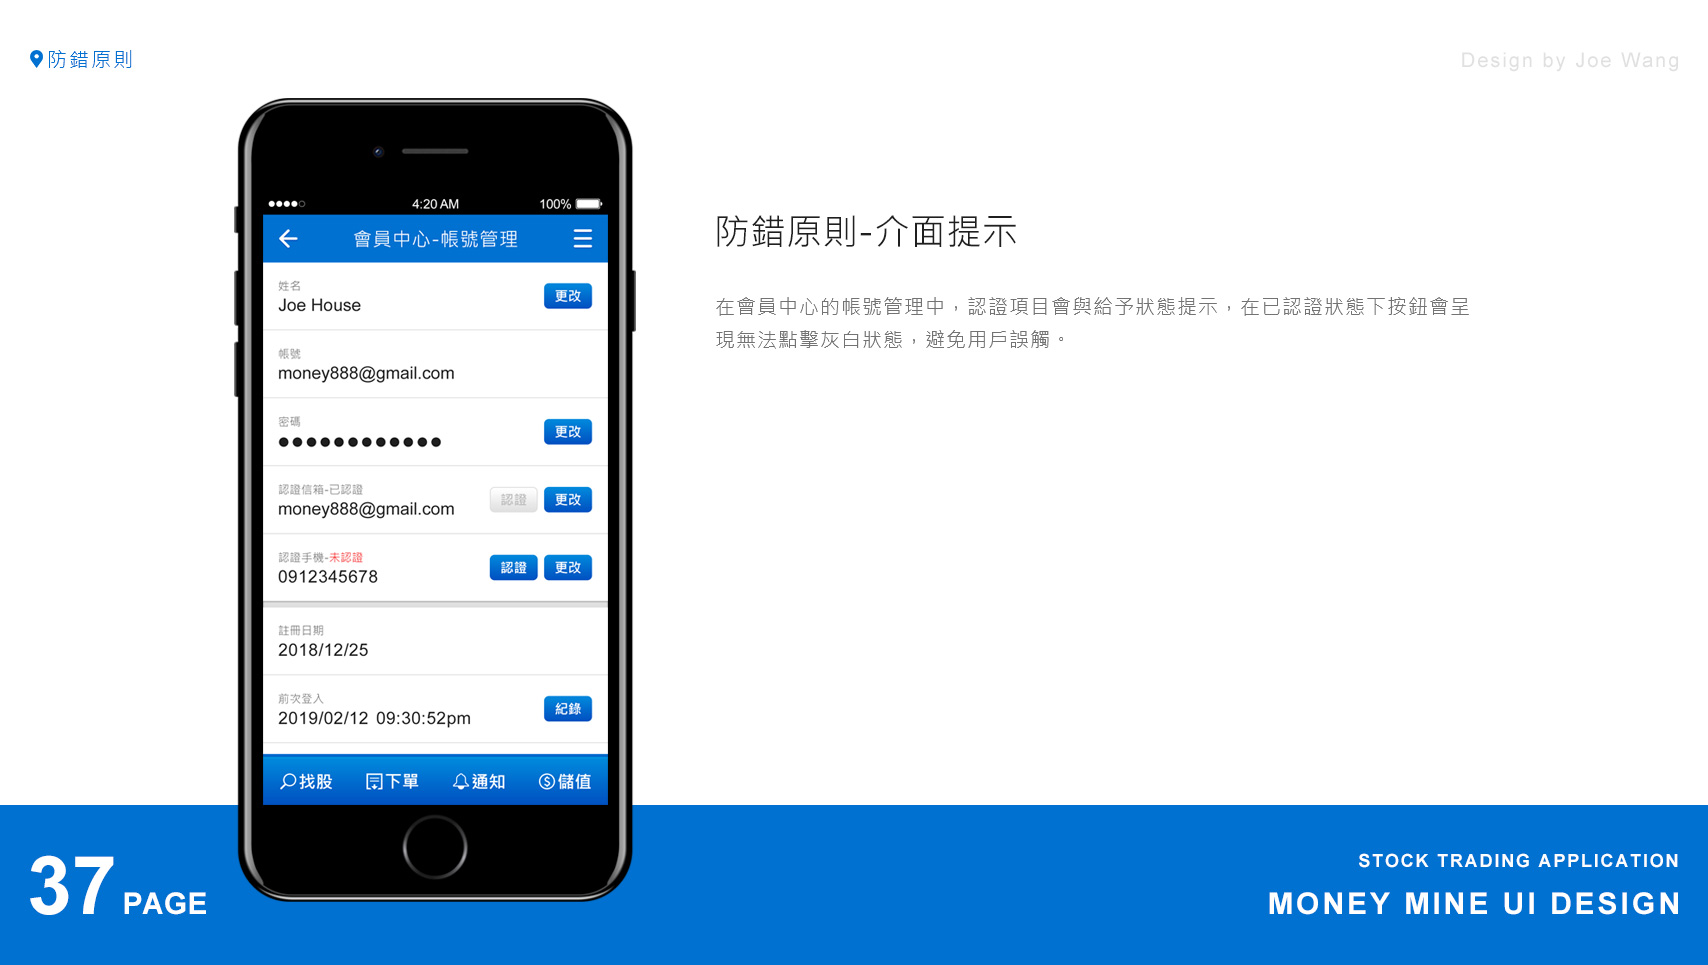 防錯原則
Design by Joe Wang
4:20 AM
100%
會員中心-帳號管理
姓名
Joe House
更改
帳號
money888@gmail.com
密碼
●●●●●●●●●●●●
更改
認證信箱-已認證
money888@gmail.com
認證 更改
認證手機-未認證
0912345678
認證 更改
註冊日期
2018/12/25
前次登入
2019/02/12 09:30:52pm
紀錄
找股 下單 通知 儲值
防錯原則-介面提示
在會員中心的帳號管理中，認證項目會與給予狀態提示，在已認證狀態下按鈕會呈
現無法點擊灰白狀態，避免用戶誤觸。
37 PAGE
STOCK TRADING APPLICATION
MONEY MINE UI DESIGN